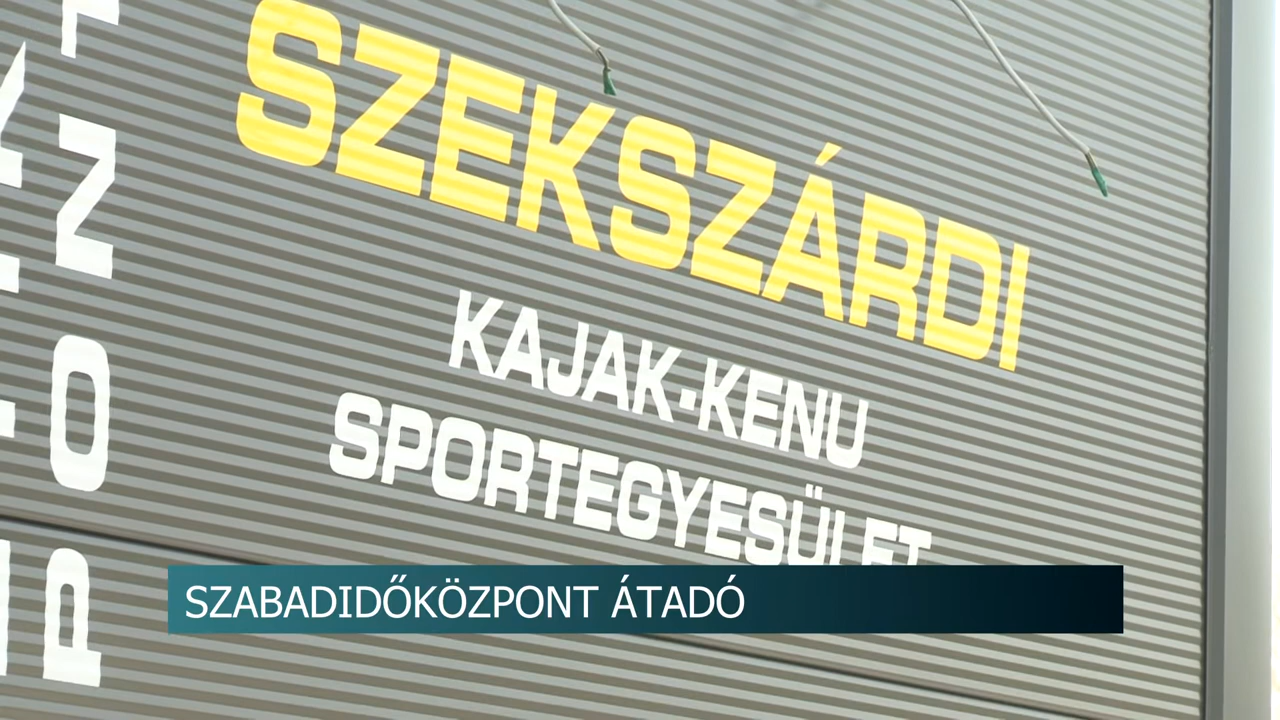 SZEKSZÁRDI
KAJAK-KENU
SPORTEGYESÜLET
SZABADIDŐKÖZPONT ÁTADÓ